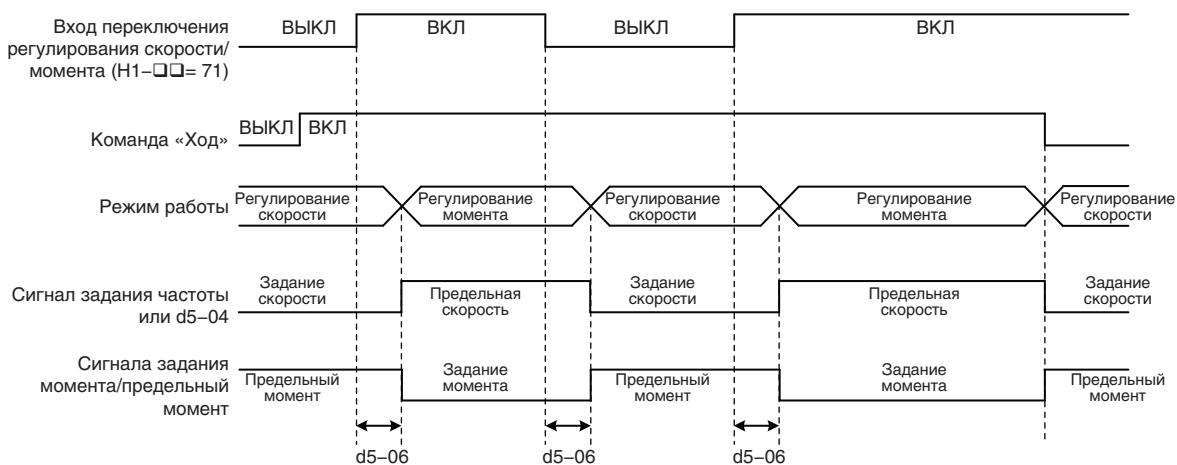 Вход переключения
регулирования скорости/
момента (H1–❑❑= 71)
ВЫКЛ
ВКЛ
ВЫКЛ
ВКЛ
Команда «Ход»
ВЫКЛ
ВКЛ
Режим работы
Регулирование
скорости
Регулирование
момента
Регулирование
скорости
Регулирование
момента
Регулирование
скорости
Сигнал задания частоты
или d5–04
Задание
скорости
Предельная
скорость
Задание
скорости
Предельная
скорость
Задание
скорости
Сигнала задания
момента/предельный
момент
Предельный
момент
Задание
момента
Предельный
момент
Задание
момента
Предельный
момент
d5–06
d5–06
d5–06